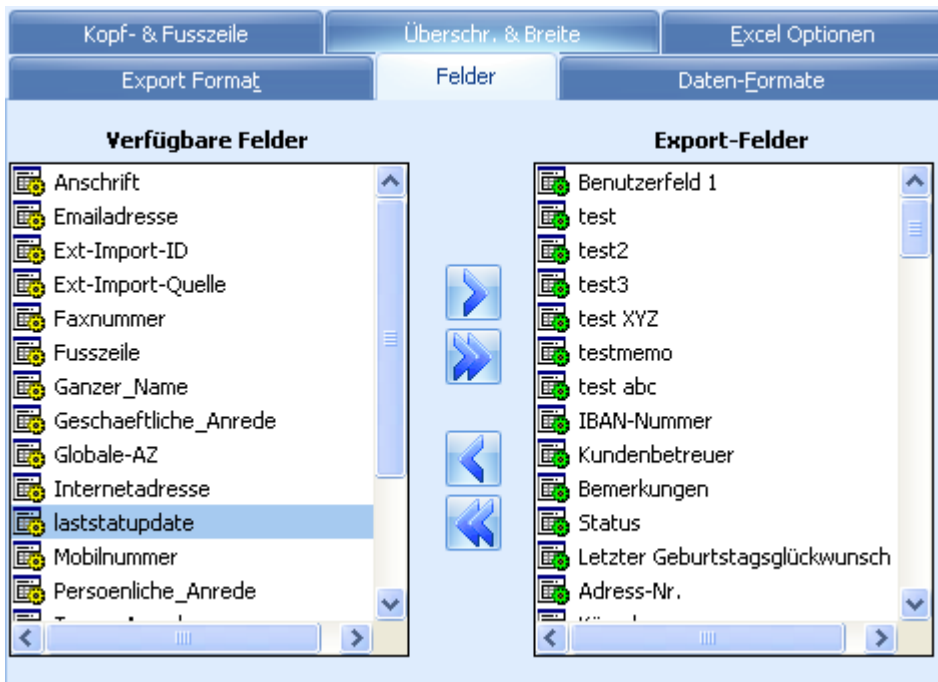 Kopf- & Fusszeile
Überschr. & Breite
Excel Optionen
Export Format
Felder
Daten-Formate
Verfügbare Felder
Anschrift
Emailadresse
Ext-Import-ID
Ext-Import-Quelle
Faxnummer
Fusszeile
Ganzer_Name
Geschaeftliche_Anrede
Globale-AZ
Internetadresse
laststatupdate
Mobilnummer
Persoenliche_Anrede
Export-Felder
Benutzerfeld 1
test
test2
test3
test XYZ
testmemo
test abc
IBAN-Nummer
Kundenbetreuer
Bemerkungen
Status
Letzter Geburtstagsglückwunsch
Adress-Nr.